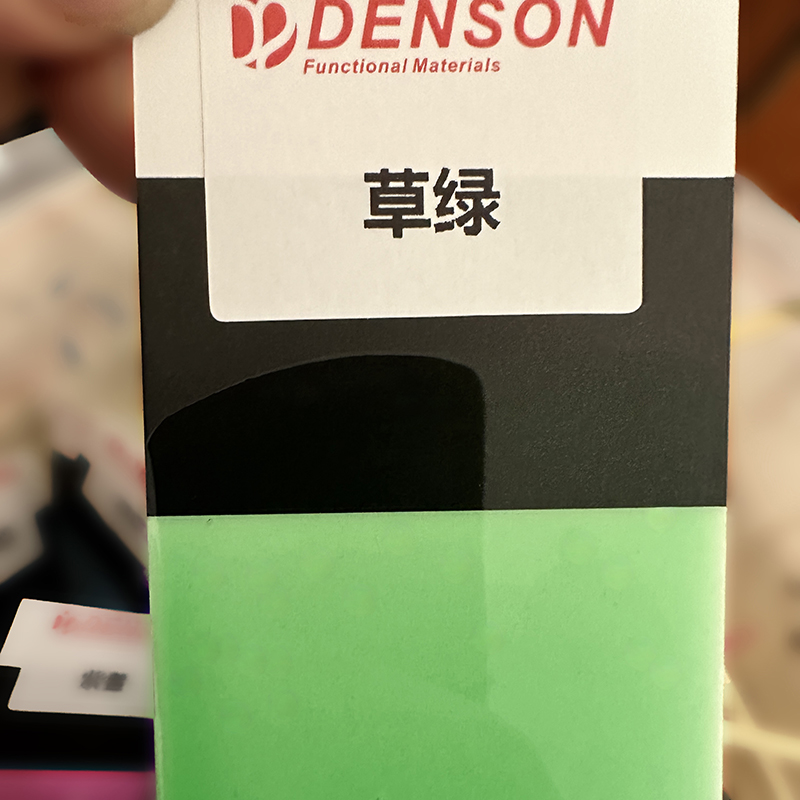 DENSON
Functional Materials
草绿